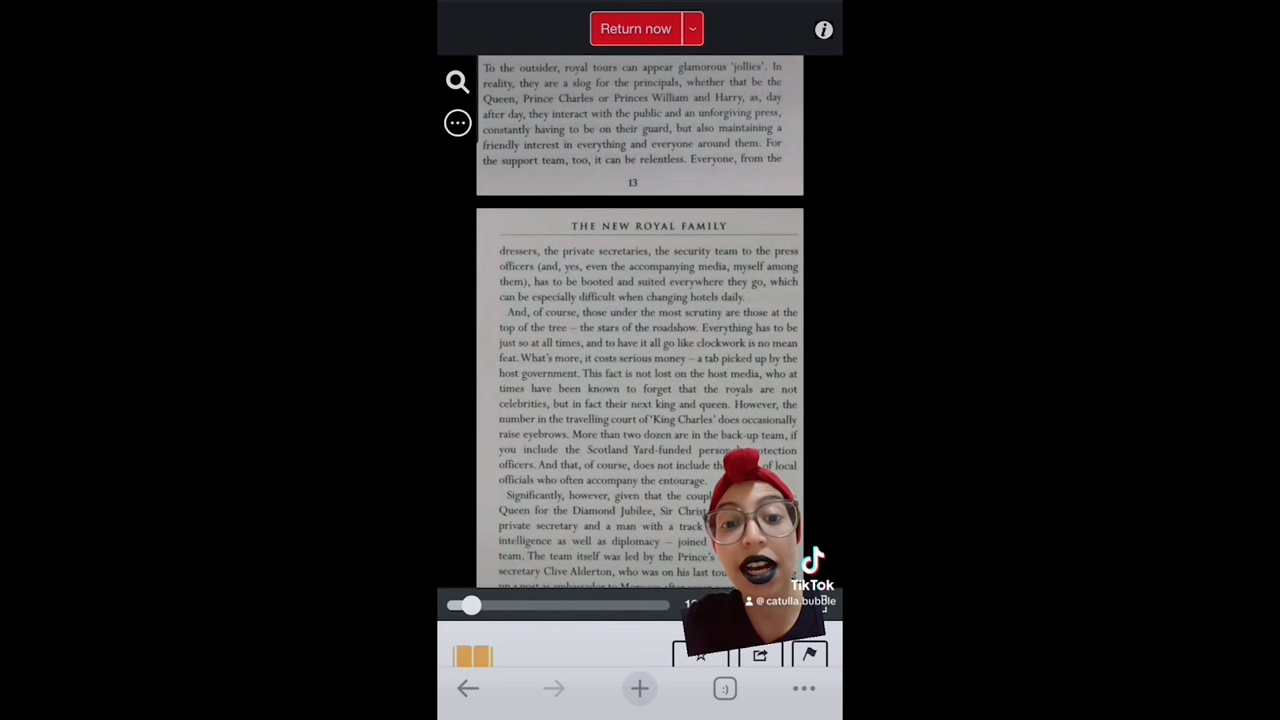 Return now
To the outsider, royal tours can appear glamorous 'jollies'. In
reality, they are a slog for the principals, whether that be the
Queen, Prince Charles or Princes William and Harry, as, day
after day, they interact with the public and an unforgiving press,
constantly having to be on their guard, but also maintaining a
friendly interest in everything and everyone around them. For
the support team, too, it can be relentless. Everyone, from the
13
THE NEW ROYAL FAMILY
dressers, the private secretaries, the security team to the press
officers (and, yes, even the accompanying media, myself among
them), has to be booted and suited everywhere they go, which
can be especially difficult when changing hotels daily.
And, of course, those under the most scrutiny are those at the
top of the tree – the stars of the roadshow. Everything has to be
just so at all times, and to have it all go like clockwork is no mean
feat. What's more, it costs serious money – a tab picked up by the
host government. This fact is not lost on the host media, who at
times have been known to forget that the royals are not
celebrities, but in fact their next king and queen. However, the
number in the travelling court of 'King Charles' does occasionally
raise eyebrows. More than two dozen are in the back-up team, if
you include the Scotland Yard-funded protection
officers. And that, of course, does not include the of local
officials who often accompany the entourage.
Significantly, however, given that the
Queen for the Diamond Jubilee, Sir
private secretary and a man with a track
intelligence as well as diplomacy – joined
team. The team itself was led by the Prince's
secretary Clive Alderton, who was on his last
TikTok
@catulla.bubble